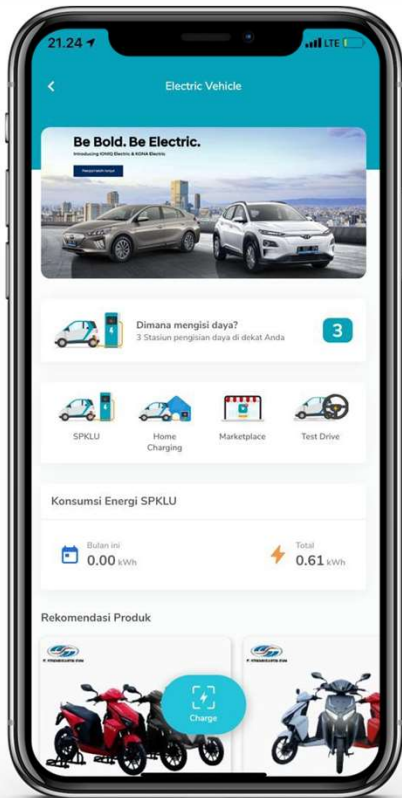 21.24
LTE
Electric Vehicle
Be Bold. Be Electric.
Introducing IONIQ Electric & KONA Electric
Dimana mengisi daya?
3 Stasiun pengisian daya di dekat Anda
3
SPKLU
Home
Charging
Marketplace
Test Drive
Konsumsi Energi SPKLU
Bulan ini
0.00 kWh
Total
0.61 kWh
Rekomendasi Produk
Charge